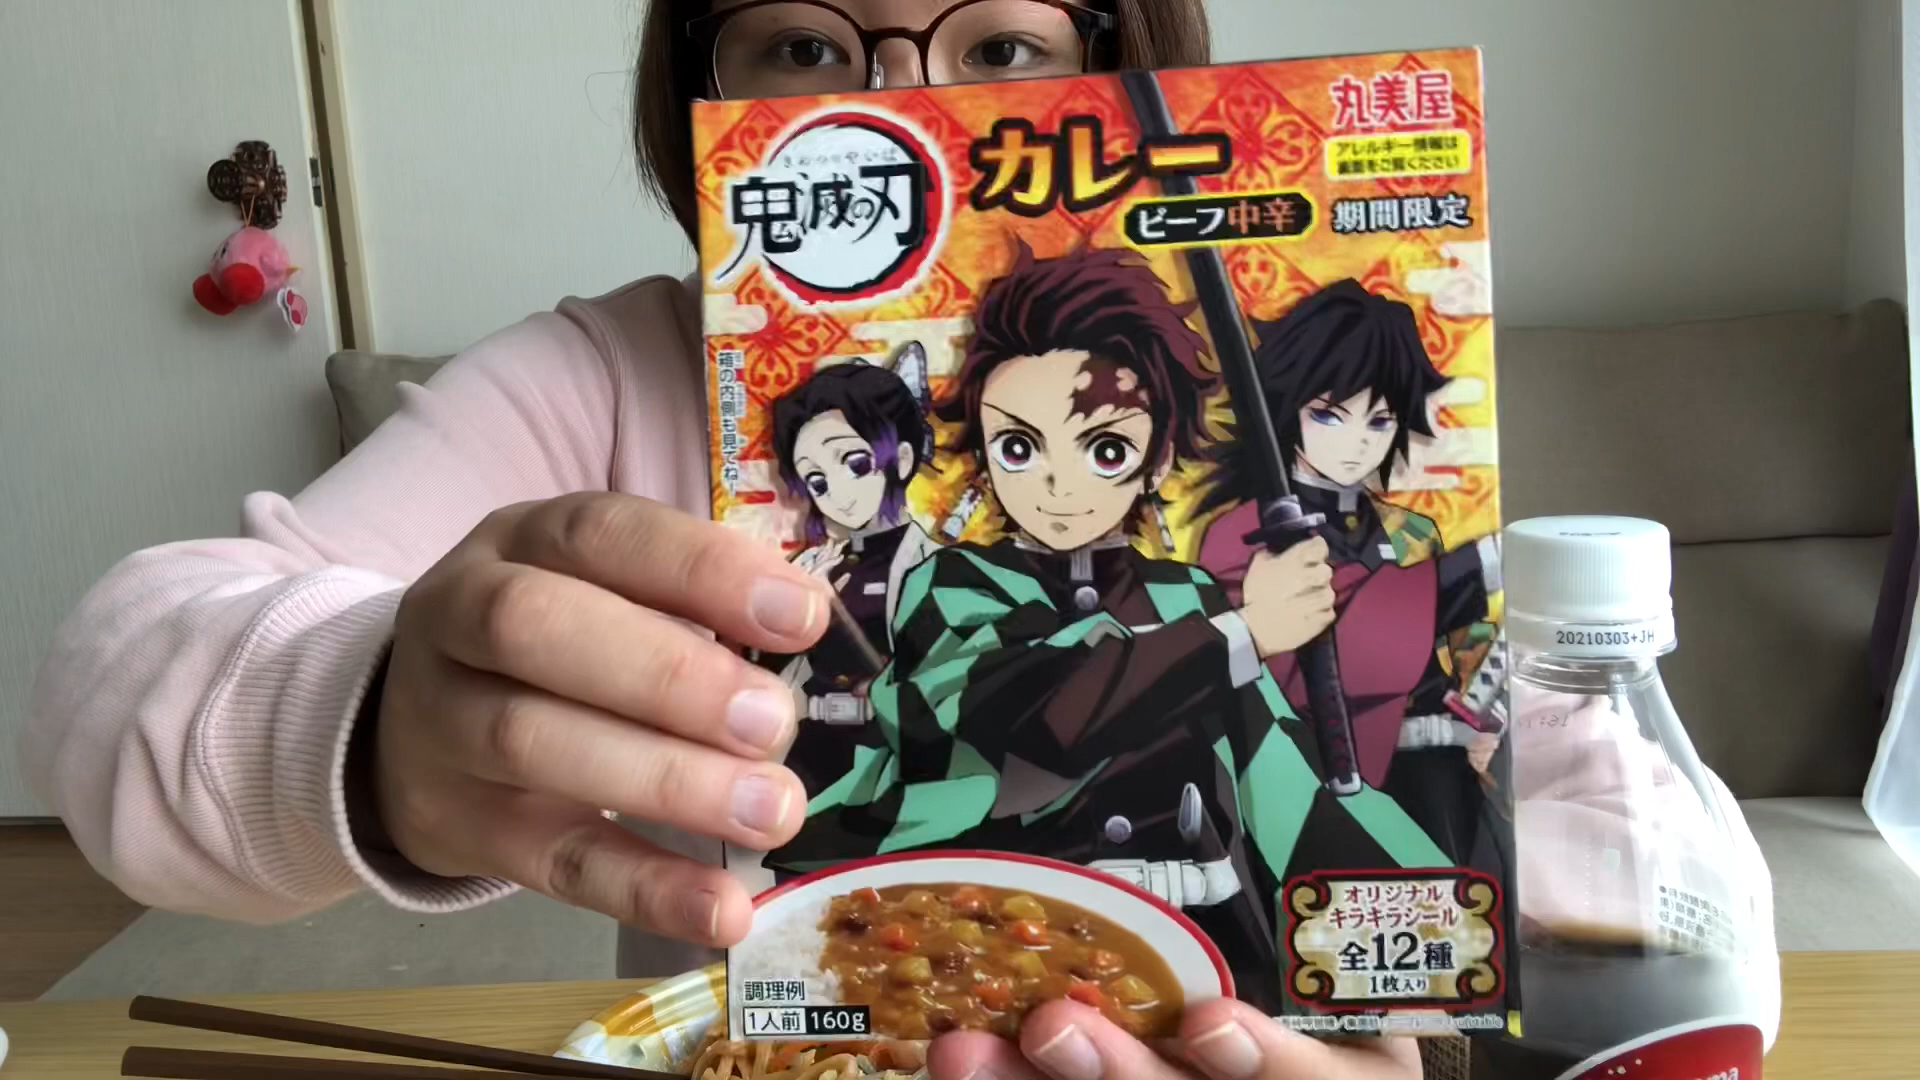 丸美屋
アレルギー情報は
裏面をご覧ください
きめつのやいば
鬼滅の刃
カレー
ビーフ中辛
期間限定
箱の内側も見てね!
オリジナル
キラキラシール
全12種
1枚入り
調理例
1人前 160g
20210303+JH